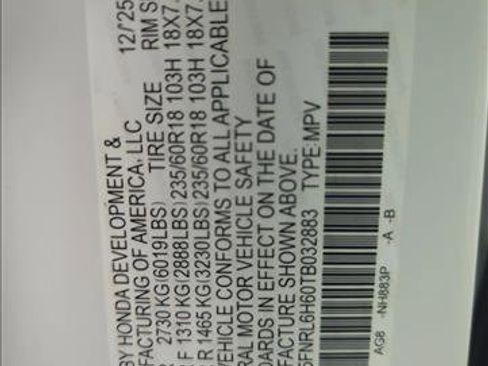 BY HONDA DEVELOPMENT & 12/25
FACTURING OF AMERICA, LLC
2730 KG(6019LBS) TIRE SIZE RIM S
F 1310 KG(2888LBS)235/60R18 103H 18X7.
R 1465 KG(3230LBS)235/60R18 103H 18X7.
VEHICLE CONFORMS TO ALL APPLICABLE
RAL MOTOR VEHICLE SAFETY
DARDS IN EFFECT ON THE DATE OF
FACTURE SHOWN ABOVE.
5FNRL6H60TB032883 TYPE:MPV
AG8 -NH883P -A -B